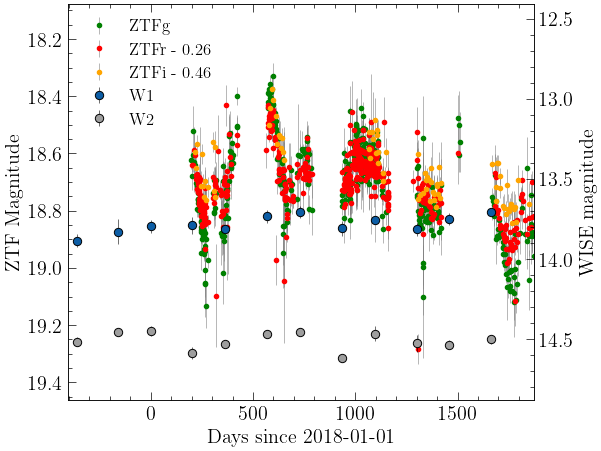 ZTFg
ZTFr - 0.26
ZTFi - 0.46
W1
W2
18.2
18.4
18.6
18.8
19.0
19.2
19.4
ZTF Magnitude
12.5
13.0
13.5
14.0
14.5
WISE magnitude
0
500
1000
1500
Days since 2018-01-01